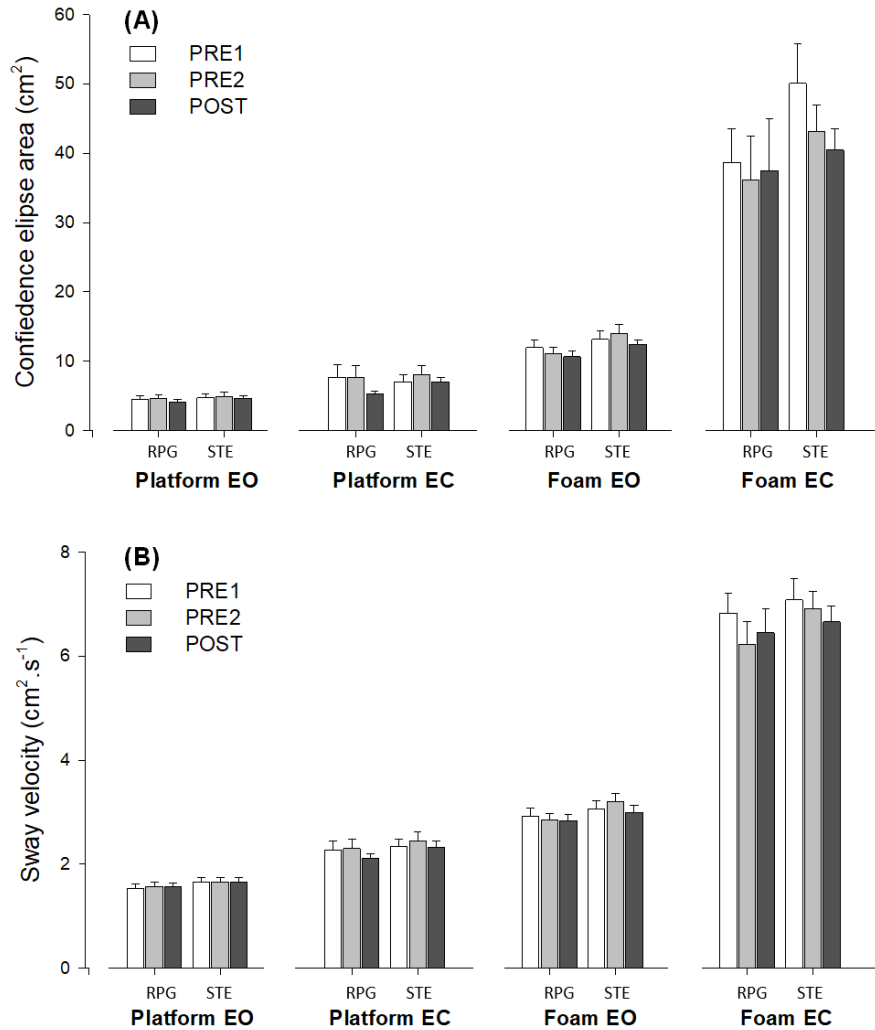 (A)
PRE1
PRE2
POST
Confiedence elipse area (cm²)
60
50
40
30
20
10
0
RPG STE RPG STE RPG STE RPG STE
Platform EO Platform EC Foam EO Foam EC
(B)
PRE1
PRE2
POST
Sway velocity (cm².s⁻¹)
8
6
4
2
0
RPG STE RPG STE RPG STE RPG STE
Platform EO Platform EC Foam EO Foam EC